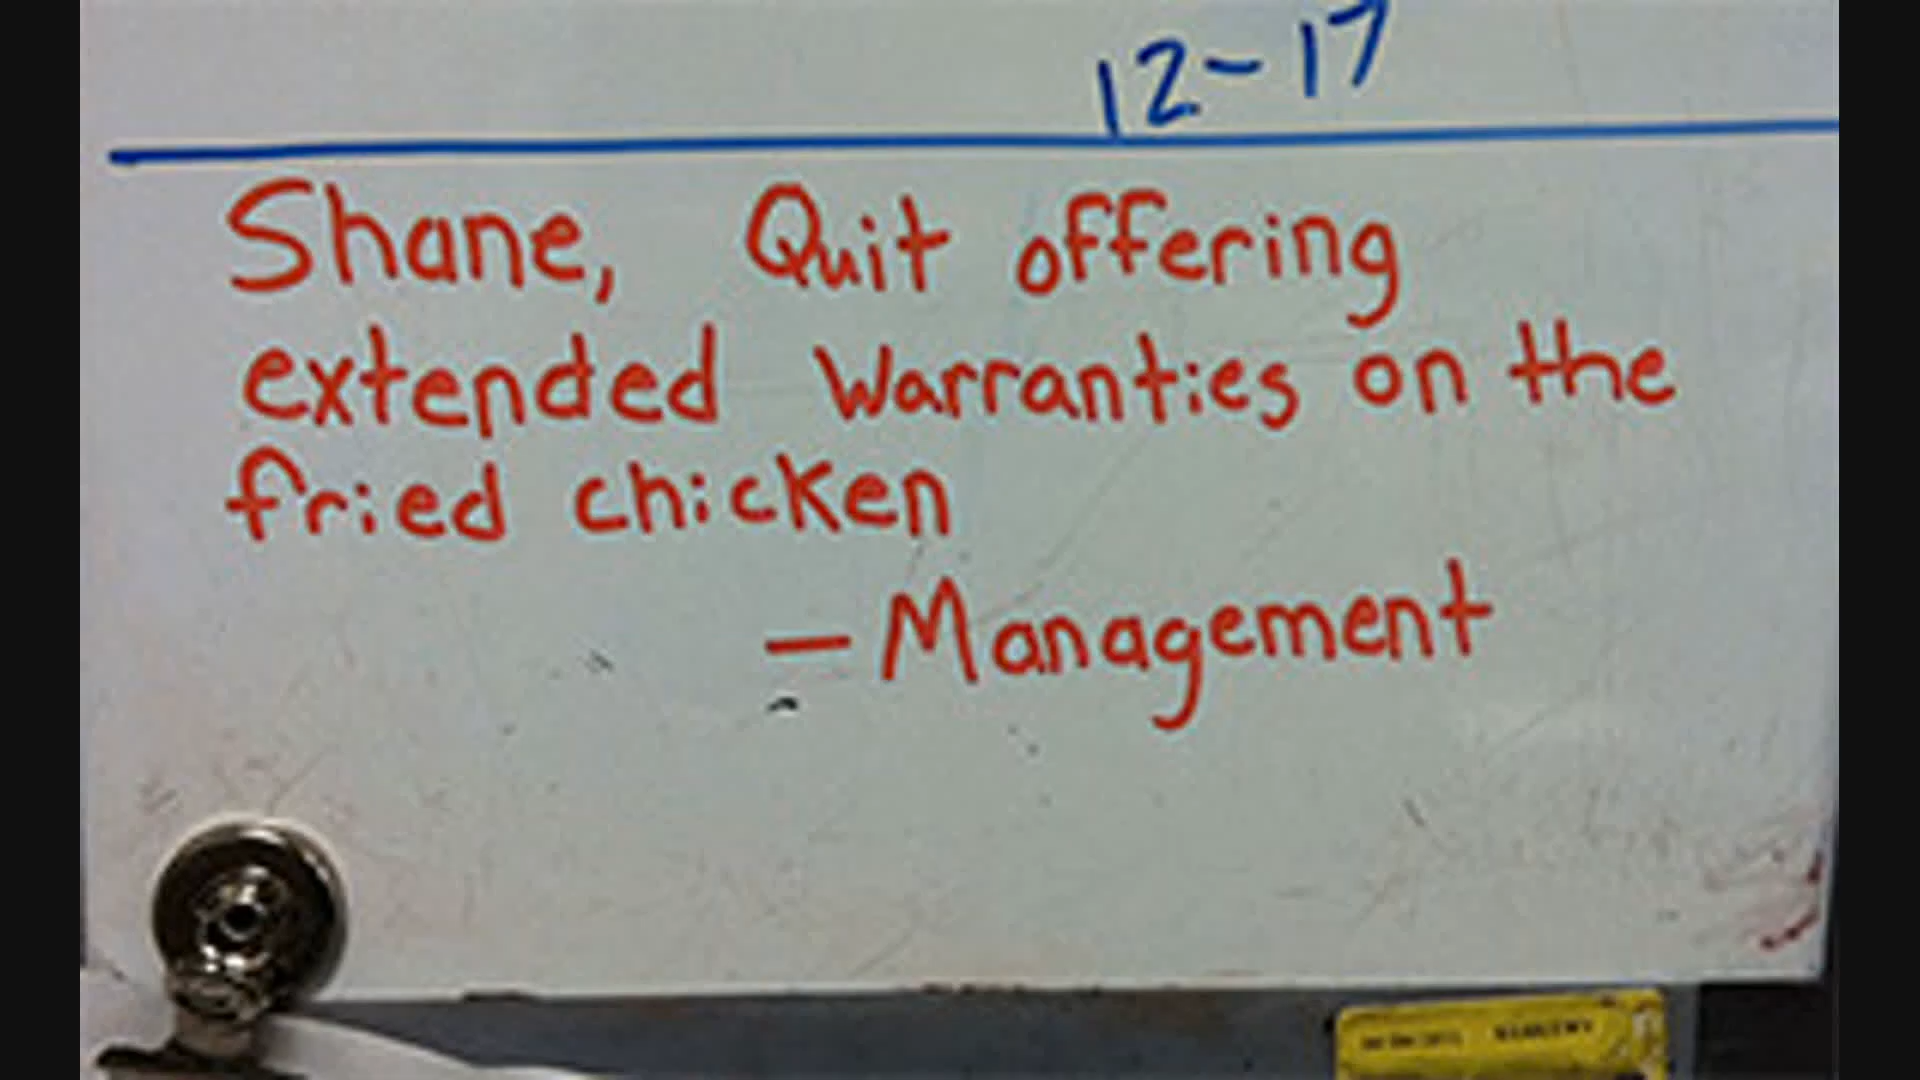 12-17
Shane, Quit offering
extended warranties on the
fried chicken
- Management